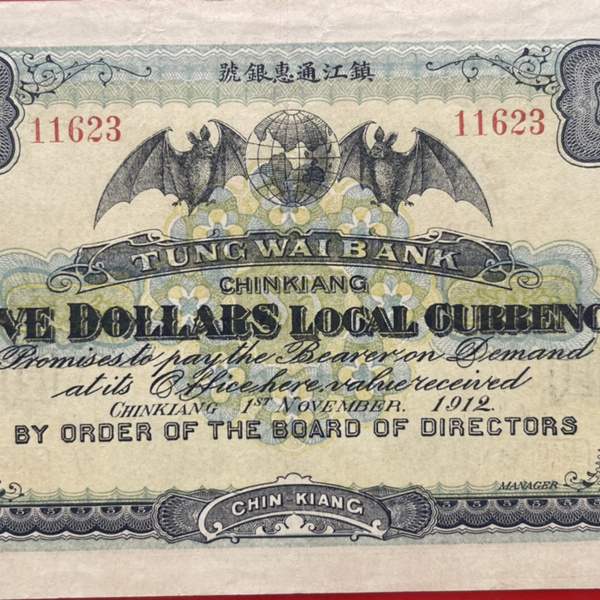 號銀惠通江鎮
11623 11623
TUNG WAI BANK
CHINKIANG
VE DOLLARS LOCAL CURRENC
Promises to pay the Bearer on Demand
at its Office here, value received
CHINKIANG 1ST NOVEMBER. 1912.
BY ORDER OF THE BOARD OF DIRECTORS
MANAGER
CHIN-KIANG